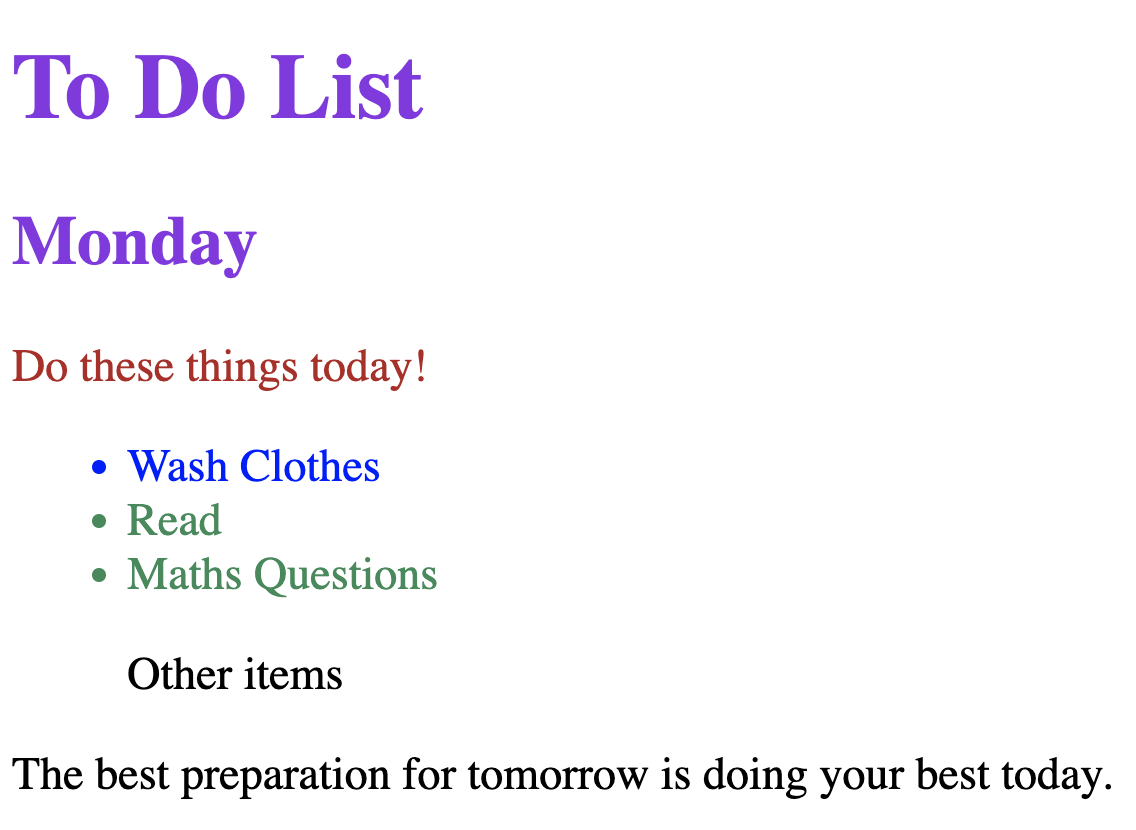 To Do List
Monday
Do these things today!
Wash Clothes
Read
Maths Questions
Other items
The best preparation for tomorrow is doing your best today.